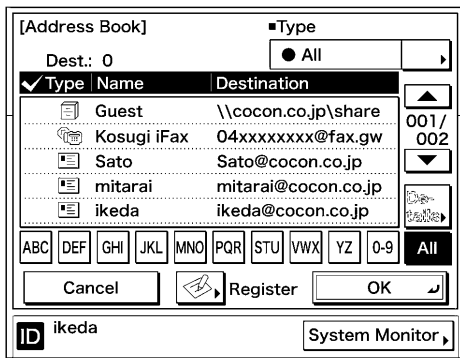 [Address Book] ■Type
Dest.: 0 ● All
✓Type Name Destination
Guest \\cocon.co.jp\share
Kosugi iFax 04xxxxxxxx@fax.gw
Sato Sato@cocon.co.jp
mitarai mitarai@cocon.co.jp
ikeda ikeda@cocon.co.jp
001/
002
De-
tails
ABC DEF GHI JKL MNO PQR STU VWX YZ 0-9 All
Cancel Register OK
ID ikeda System Monitor